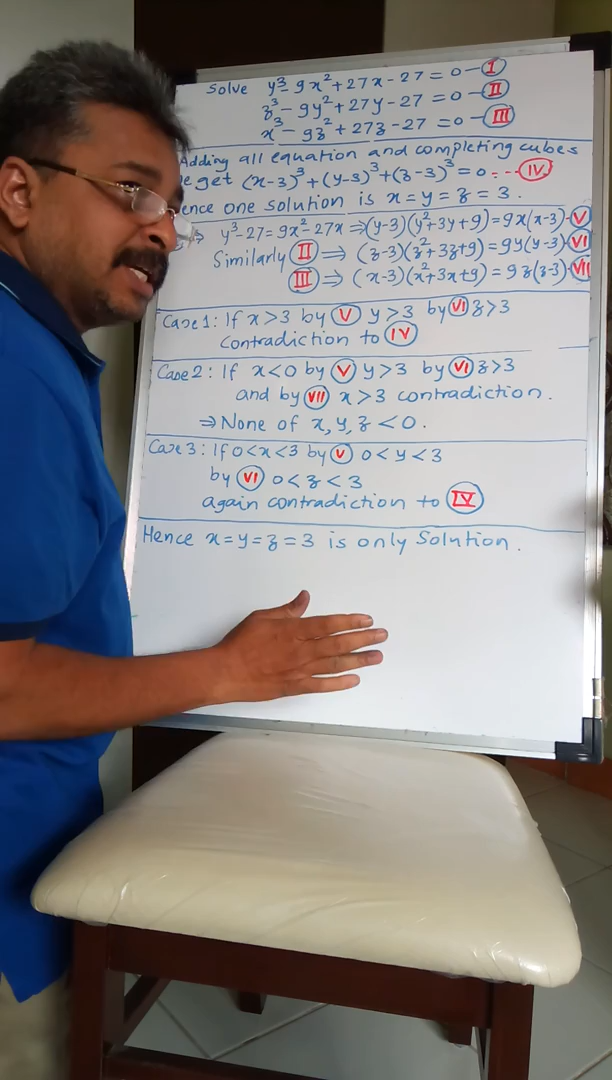 Solve y³ - 9x² + 27x - 27 = 0 - I
z³ - 9y² + 27y - 27 = 0 - II
x³ - 9z² + 27z - 27 = 0 - III
Adding all equation and completing cubes
get (x-3)³ + (y-3)³ + (z-3)³ = 0 --- IV
ence one solution is x = y = z = 3.
⇒ y³ - 27 = 9x² - 27x ⇒ (y-3)(y²+3y+9) = 9x(x-3) - V
Similarly II ⇒ (z-3)(z²+3z+9) = 9y(y-3) - VI
III ⇒ (x-3)(x²+3x+9) = 9z(z-3) - VII
Case 1: If x>3 by V y>3 by VI z>3
contradiction to IV
Case 2: If x<0 by V y>3 by VI z>3
and by VII x>3 contradiction.
⇒ None of x, y, z < 0.
Case 3: If 0<x<3 by V 0<y<3
by VI 0<z<3
again contradiction to IV
Hence x = y = z = 3 is only Solution.